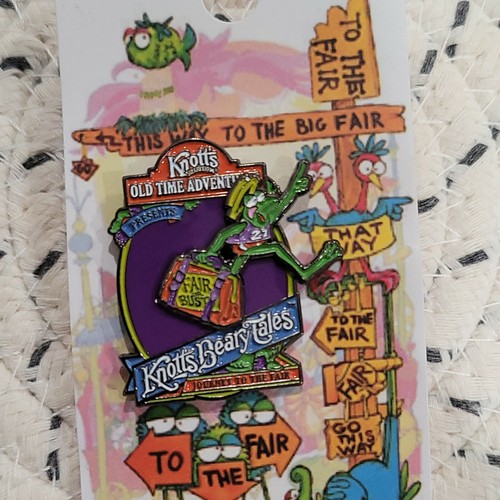 TO THE
FAIR
THIS WAY TO THE BIG FAIR
Knott's
OLD TIME ADVENTURES
PRESENTS
FAIR
OR
BUST
THAT
WAY
TO THE
FAIR
Knott's Beary Tales
JOURNEY TO THE FAIR
FAIR
GO
THIS
WAY
TO
THE
FAIR